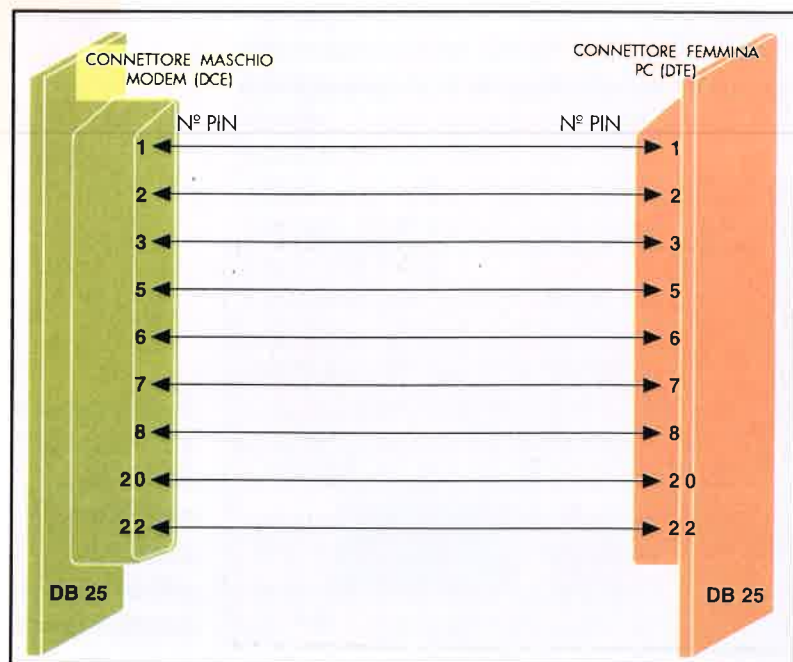 CONNETTORE MASCHIO
MODEM (DCE)
CONNETTORE FEMMINA
PC (DTE)
Nº PIN Nº PIN
1 1
2 2
3 3
5 5
6 6
7 7
8 8
20 20
22 22
DB 25 DB 25